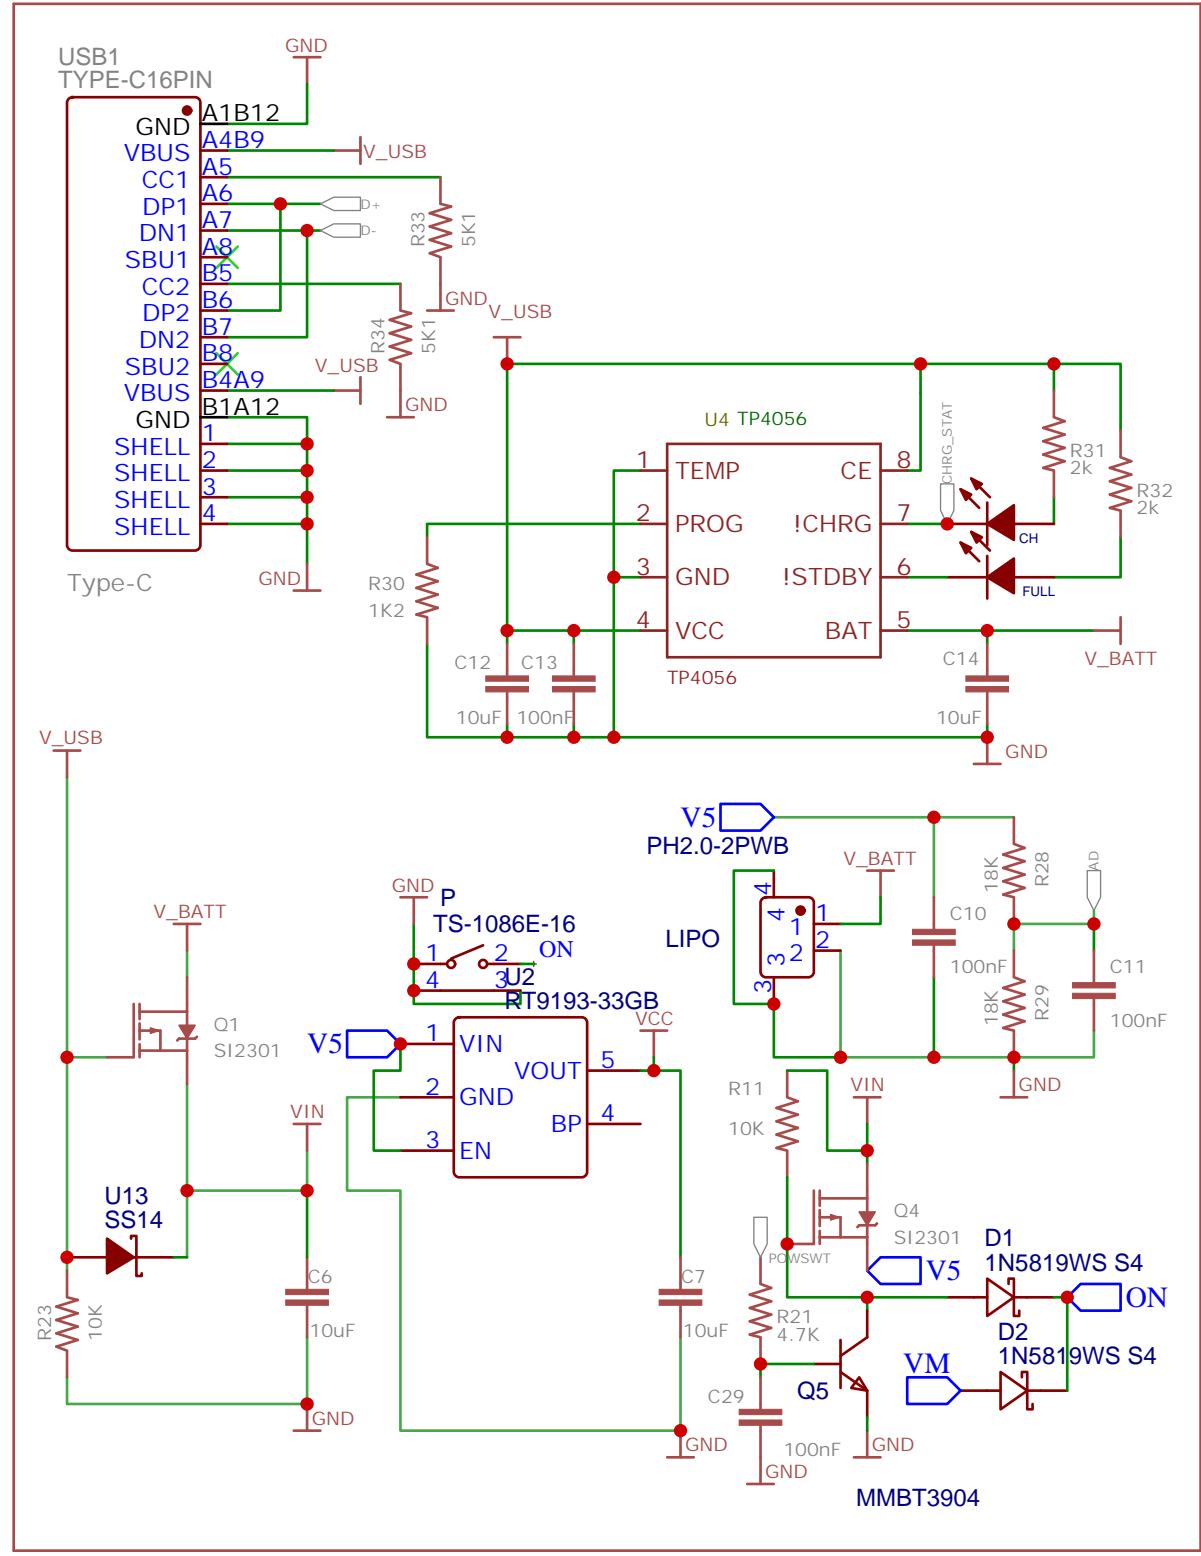 USB1
TYPE-C16PIN
GND
A1B12
GND
A4B9
VBUS
V_USB
A5
CC1
A6
DP1
D+
A7
DN1
D-
A8
SBU1
B5
CC2
B6
DP2
B7
DN2
B8
SBU2
B4A9
VBUS
V_USB
B1A12
GND
1
SHELL
2
SHELL
3
SHELL
4
SHELL
GND
Type-C
R33
5K1
GND
R34
5K1
GND
V_USB
U4 TP4056
1
TEMP
2
PROG
3
GND
4
VCC
CE
8
!CHRG
7
!STDBY
6
BAT
5
TP4056
CHRG_STAT
R31
2k
R32
2k
CH
FULL
R30
1K2
C12
10uF
C13
100nF
C14
10uF
V_BATT
GND
V_USB
V_BATT
Q1
SI2301
VIN
U13
SS14
R23
10K
C6
10uF
GND
GND
P
TS-1086E-16
1
2
ON
4
3
U2
RT9193-33GB
V5
1
VIN
2
GND
3
EN
VOUT
5
BP
4
VCC
C7
10uF
GND
V5
PH2.0-2PWB
V_BATT
LIPO
4
4
1
1
2
2
3
3
C10
100nF
18K
R28
AD
18K
R29
C11
100nF
GND
R11
10K
VIN
Q4
SI2301
POWSWT
V5
R21
4.7K
D1
1N5819WS S4
ON
D2
1N5819WS S4
VM
Q5
C29
100nF
GND
GND
MMBT3904